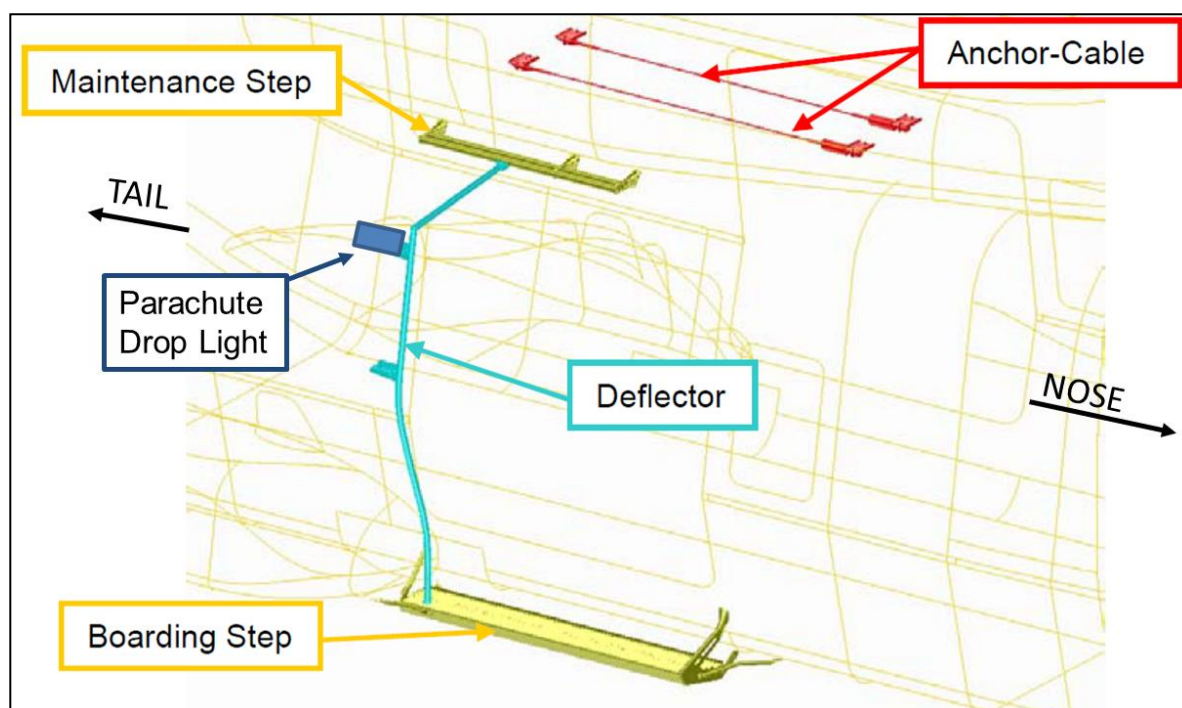 Maintenance Step
Anchor-Cable
TAIL
Parachute
Drop Light
Deflector
NOSE
Boarding Step